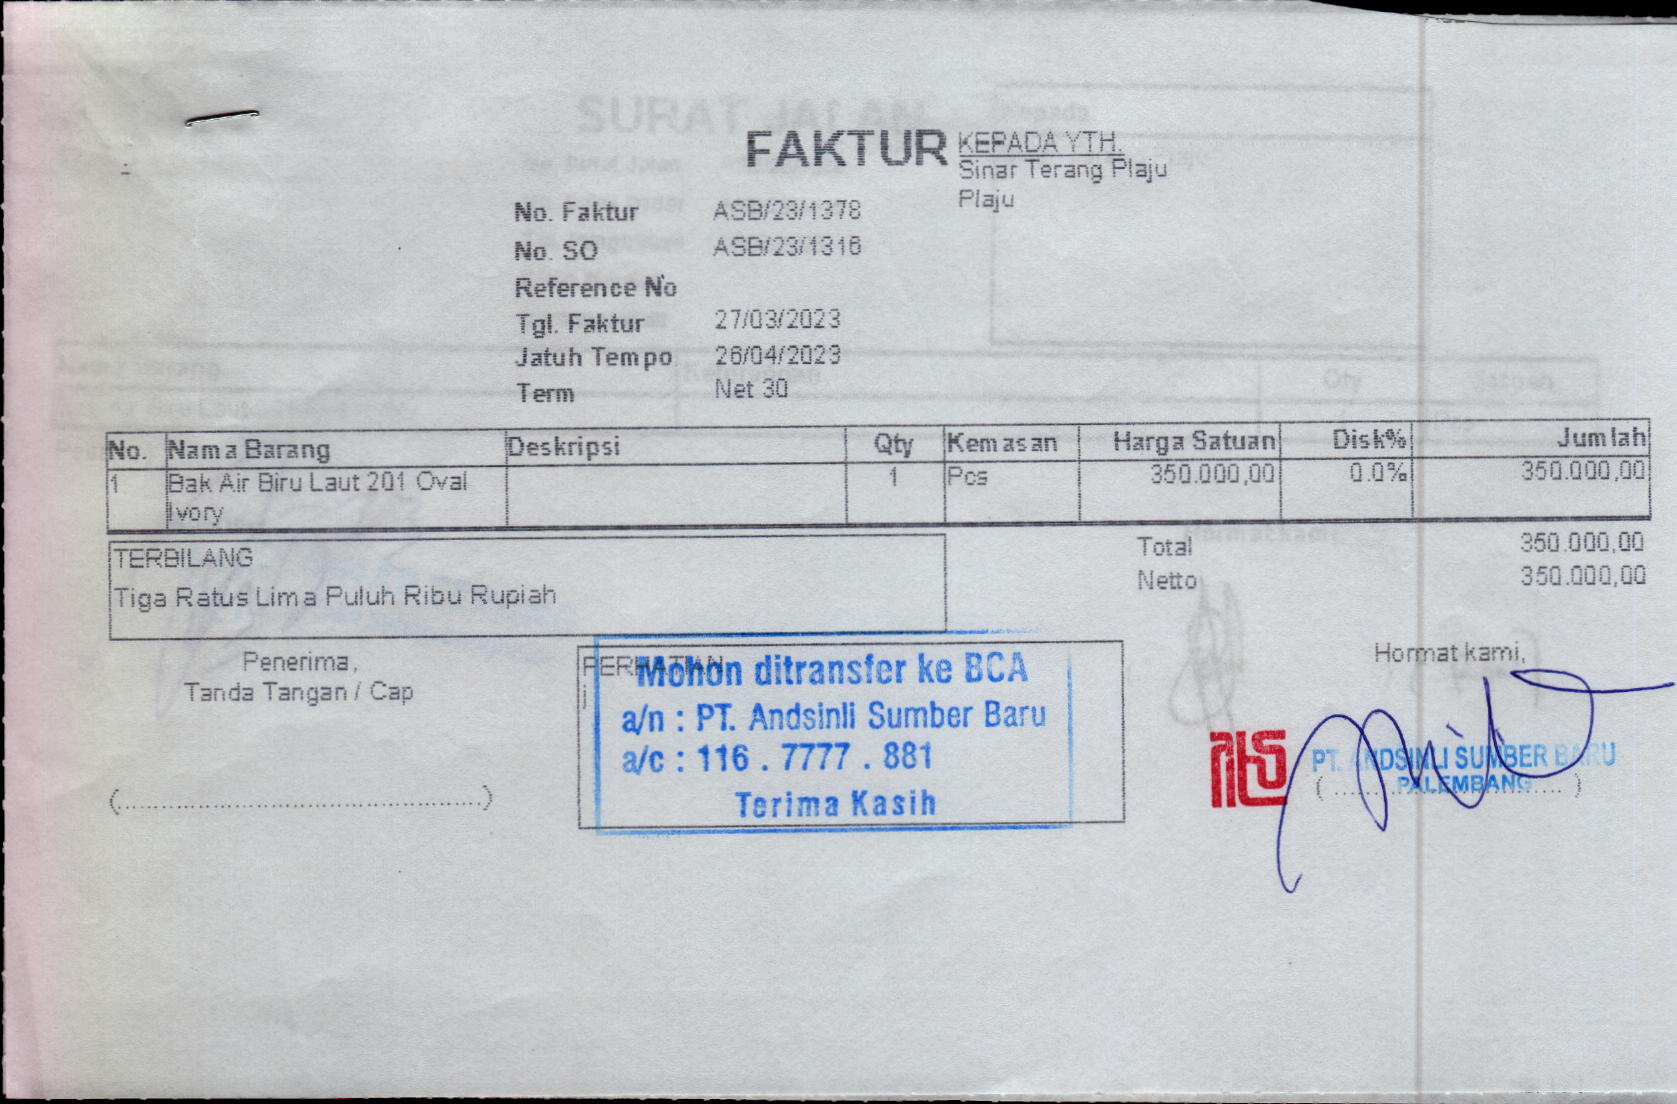 FAKTUR
KEPADA YTH.
Sinar Terang Plaju
Plaju
No. Faktur ASB/23/1378
No. SO ASB/23/1316
Reference No
Tgl. Faktur 27/03/2023
Jatuh Tempo 26/04/2023
Term Net 30
No. Nama Barang Deskripsi Qty Kemasan Harga Satuan Disk% Jumlah
1 Bak Air Biru Laut 201 Oval 1 Pcs 350.000,00 0.0% 350.000,00
Ivory
Total 350.000,00
Netto 350.000,00
TERBILANG
Tiga Ratus Lima Puluh Ribu Rupiah
Penerima,
Tanda Tangan / Cap
(................................................)
PERHATIAN
j
Mohon ditransfer ke BCA
a/n : PT. Andsinli Sumber Baru
a/c : 116 . 7777 . 881
Terima Kasih
Hormat kami,
PT. ANDSINLI SUMBER BARU
PALEMBANG
SURAT JALAN
Kepada